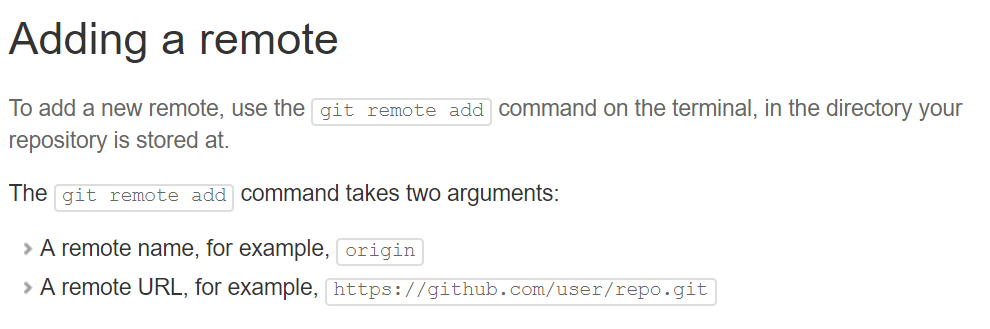 Adding a remote
To add a new remote, use the git remote add command on the terminal, in the directory your
repository is stored at.
The git remote add command takes two arguments:
A remote name, for example, origin
A remote URL, for example, https://github.com/user/repo.git